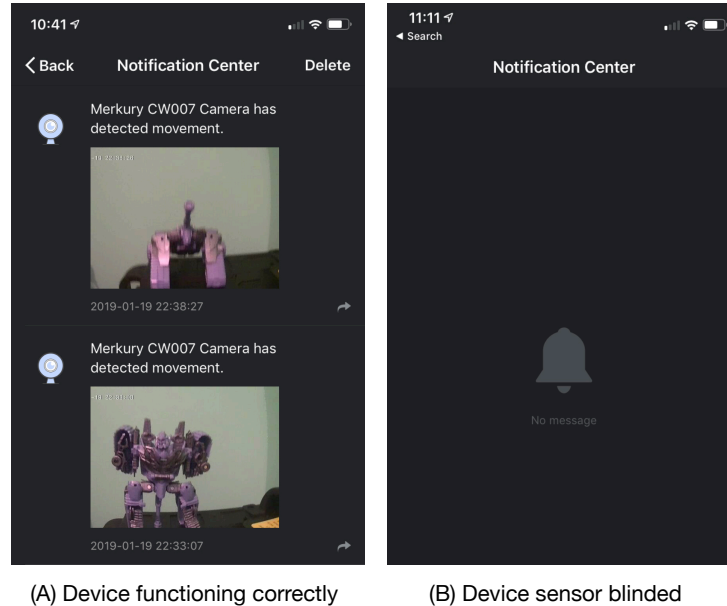 10:41
Back Notification Center Delete
Merkury CW007 Camera has
detected movement.
2019-01-19 22:38:27
Merkury CW007 Camera has
detected movement.
2019-01-19 22:33:07
(A) Device functioning correctly
11:11
Search
Notification Center
No message
(B) Device sensor blinded